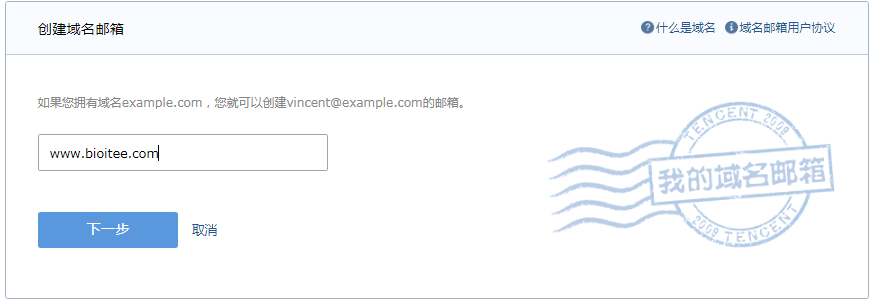 创建域名邮箱
什么是域名 域名邮箱用户协议
如果您拥有域名example.com，您就可以创建vincent@example.com的邮箱。
www.bioitee.com
TENCENT 2009
我的域名邮箱
2009 TENCENT
下一步 取消